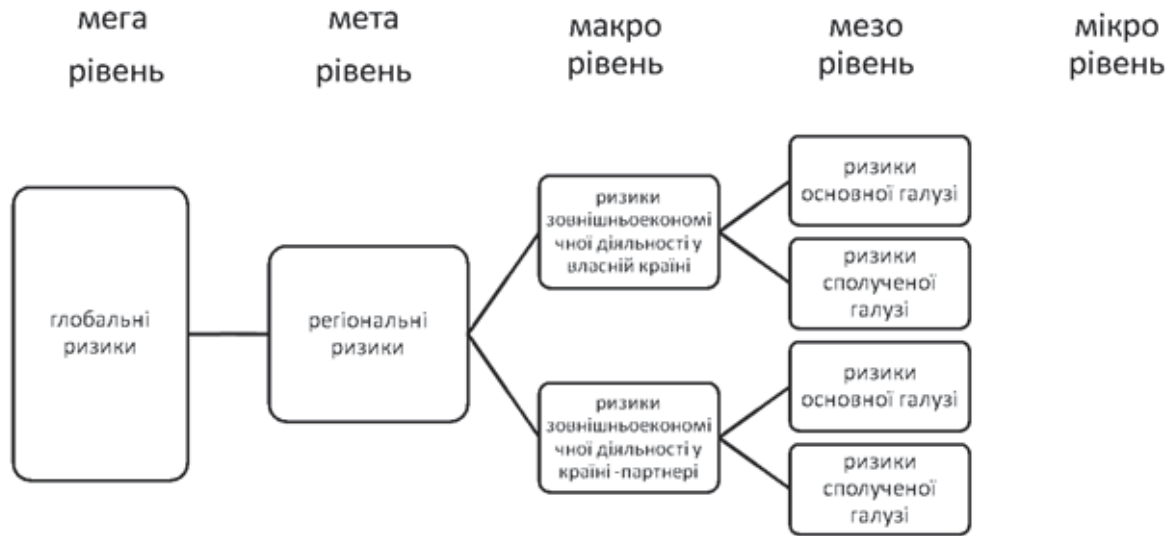 мега
рівень
мета
рівень
макро
рівень
мезо
рівень
мікро
рівень
глобальні
ризики
регіональні
ризики
ризики
зовнішньоекономі
чної діяльності у
власній країні
ризики
основної галузі
ризики
сполученої
галузі
ризики
зовнішньоекономі
чної діяльності у
країні -партнері
ризики
основної галузі
ризики
сполученої
галузі